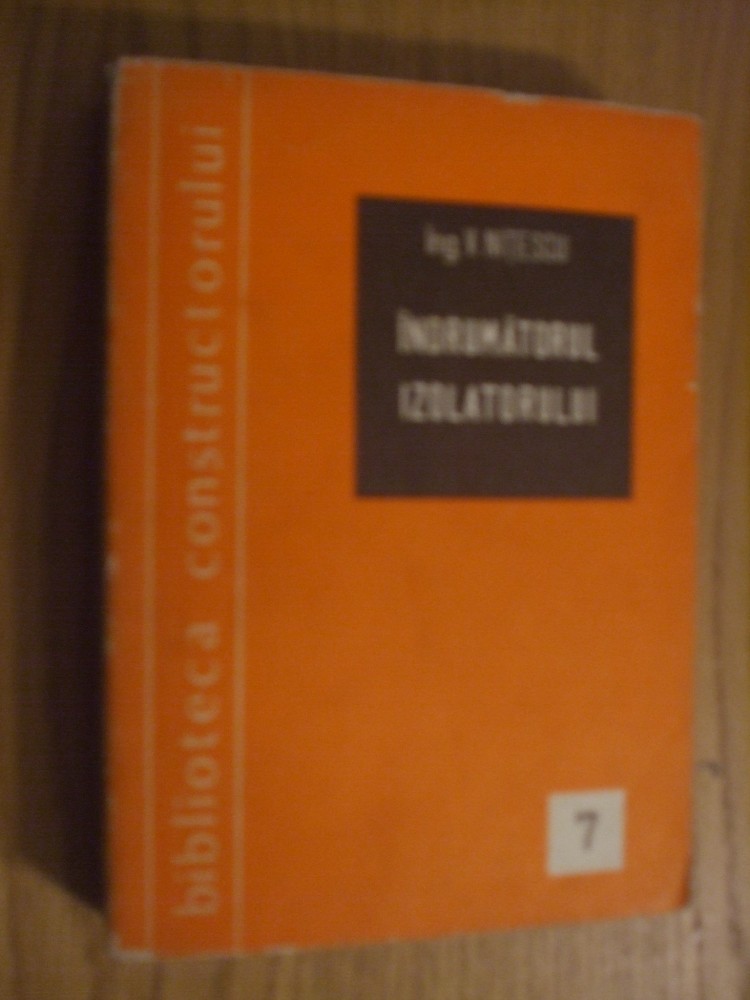 biblioteca constructorului
Ing. V. NIȚESCU
ÎNDRUMĂTORUL
IZOLATORULUI
7